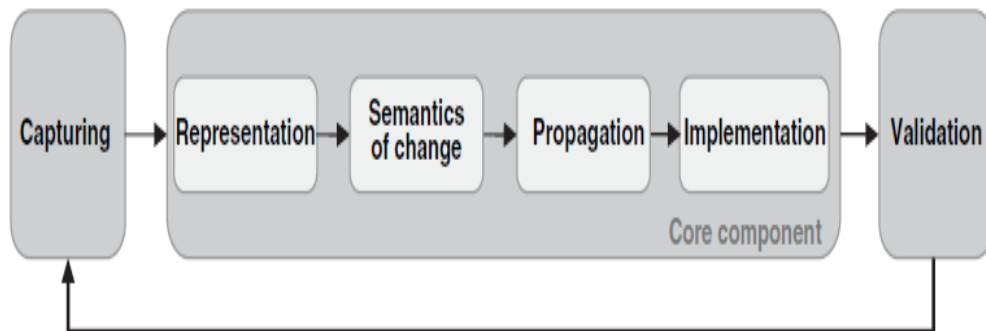 Capturing
Representation
Semantics
of change
Propagation
Implementation
Validation
Core component